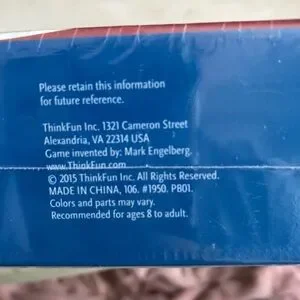 Please retain this information
for future reference.
ThinkFun Inc. 1321 Cameron Street
Alexandria, VA 22314 USA
Game invented by: Mark Engelberg.
www.ThinkFun.com
© 2015 ThinkFun Inc. All Rights Reserved.
MADE IN CHINA, 106. #1950. PB01.
Colors and parts may vary.
Recommended for ages 8 to adult.